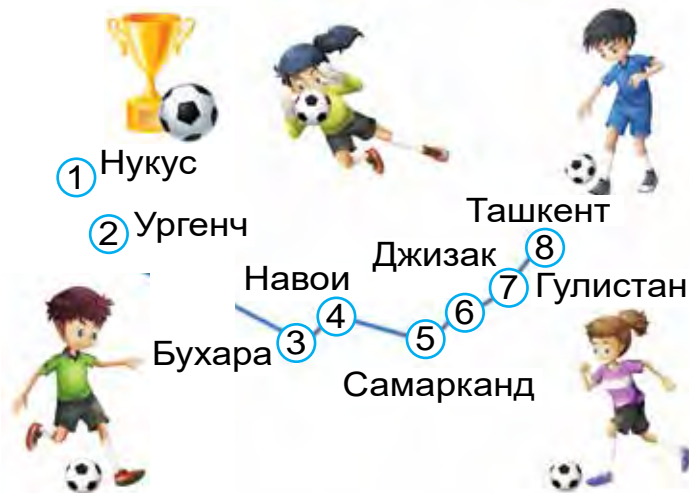 1 Нукус
2 Ургенч
Ташкент
8
Джизак
7 Гулистан
Навои
6
4
Бухара 3
5
Самарканд